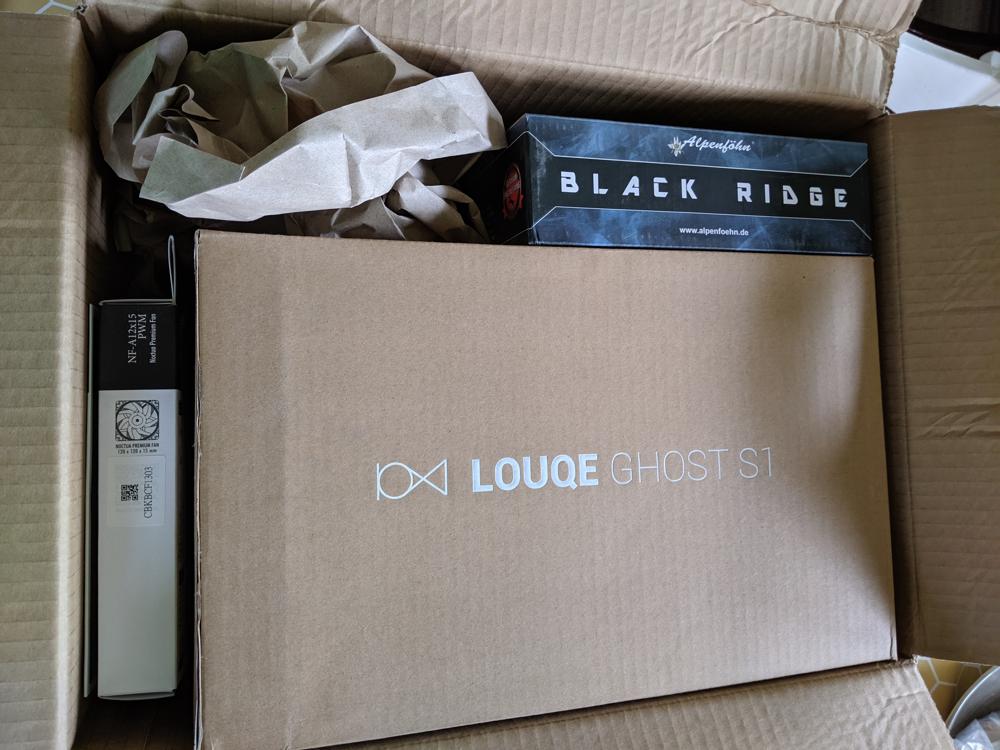 Alpenföhn
BLACK RIDGE
www.alpenfoehn.de
NF-A12x15
PWM
Noctua Premium Fan
NOCTUA PREMIUM FAN
120 x 120 x 15 mm
CBKBCF1303
LOUQE GHOST S1